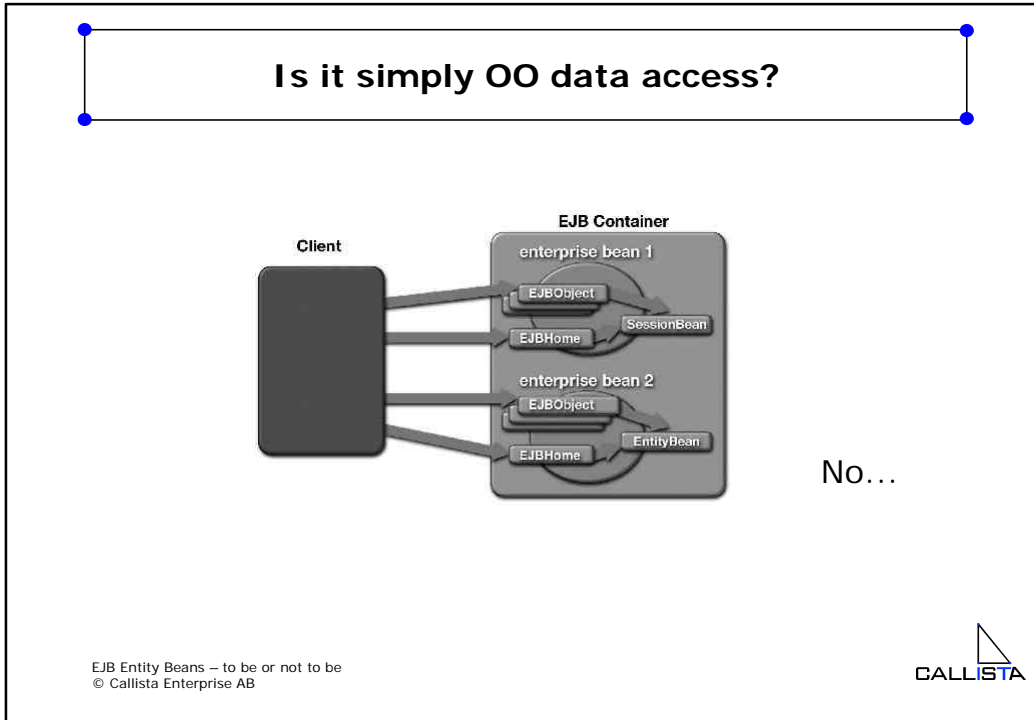 Is it simply OO data access?
EJB Container
Client
enterprise bean 1
EJBObject
SessionBean
EJBHome
enterprise bean 2
EJBObject
EntityBean
EJBHome
No...
EJB Entity Beans – to be or not to be
© Callista Enterprise AB
CALLISTA